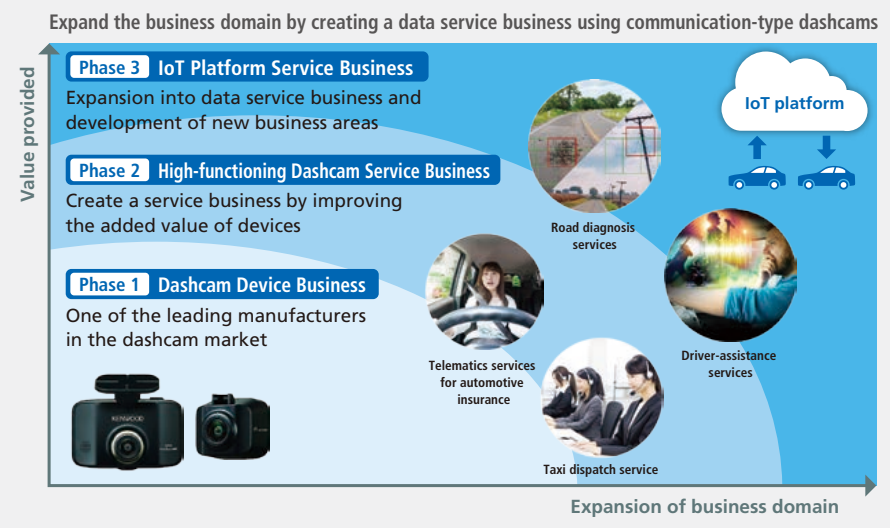 Expand the business domain by creating a data service business using communication-type dashcams
Value provided
Phase 3 IoT Platform Service Business
Expansion into data service business and
development of new business areas
IoT platform
Phase 2 High-functioning Dashcam Service Business
Create a service business by improving
the added value of devices
Road diagnosis
services
Phase 1 Dashcam Device Business
One of the leading manufacturers
in the dashcam market
Telematics services
for automotive
insurance
Driver-assistance
services
KENWOOD
Taxi dispatch service
Expansion of business domain